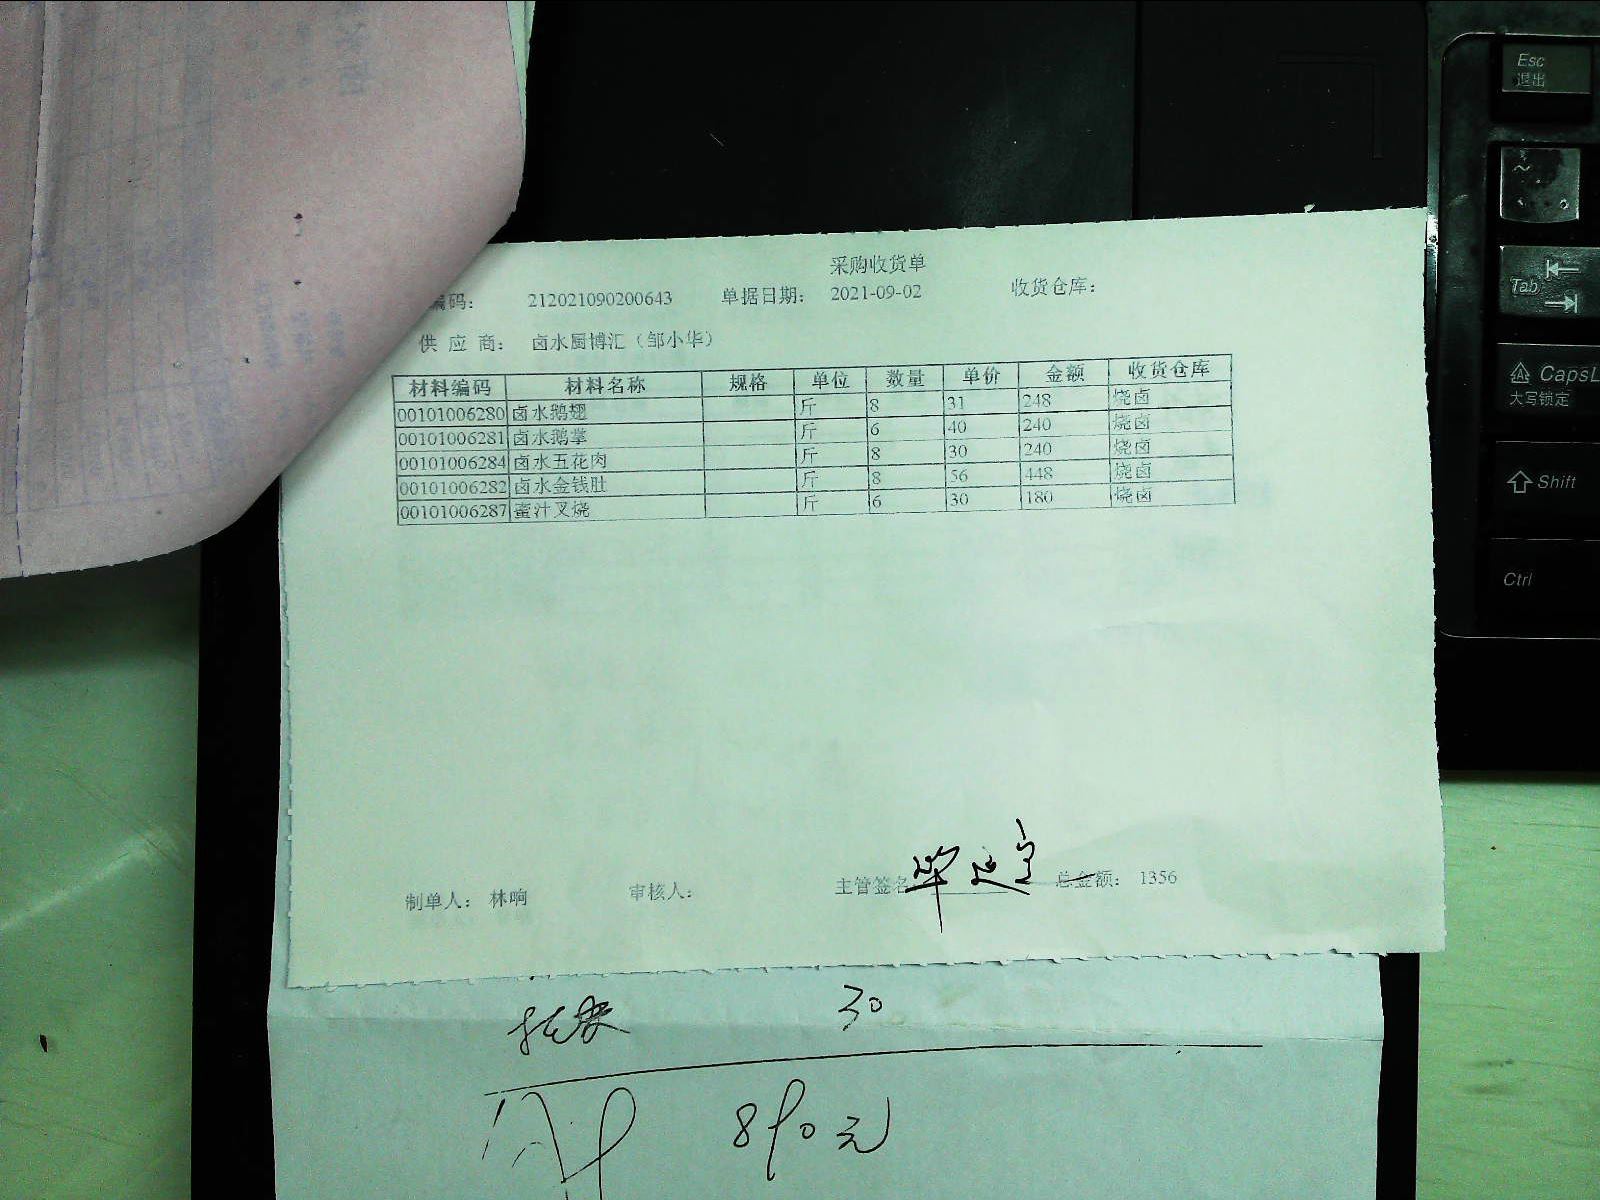 采购收货单
编码： 212021090200643 单据日期： 2021-09-02 收货仓库：
供 应 商： 卤水厨博汇（邹小华）
材料编码 材料名称 规格 单位 数量 单价 金额 收货仓库
00101006280 卤水鹅翅 斤 8 31 248 烧卤
00101006281 卤水鹅掌 斤 6 40 240 烧卤
00101006284 卤水五花肉 斤 8 30 240 烧卤
00101006282 卤水金钱肚 斤 8 56 448 烧卤
00101006287 蜜汁叉烧 斤 6 30 180 烧卤
制单人： 林响 审核人： 主管签名 总金额： 1356
30
890元
Esc
退出
~
Tab
CapsL
大写锁定
Shift
Ctrl